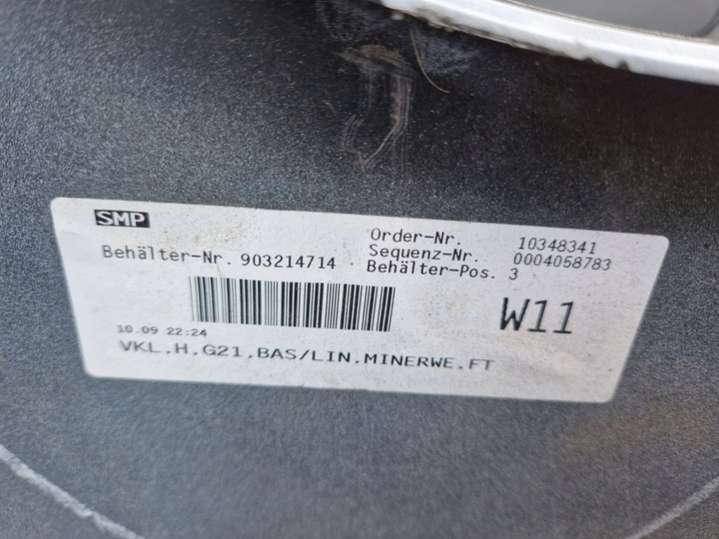 SMP
Order-Nr. 10348341
Sequenz-Nr. 0004058783
Behälter-Nr. 903214714
Behälter-Pos. 3
W11
10.09 22:24
VKL,H,G21,BAS/LIN.MINERWE.FT